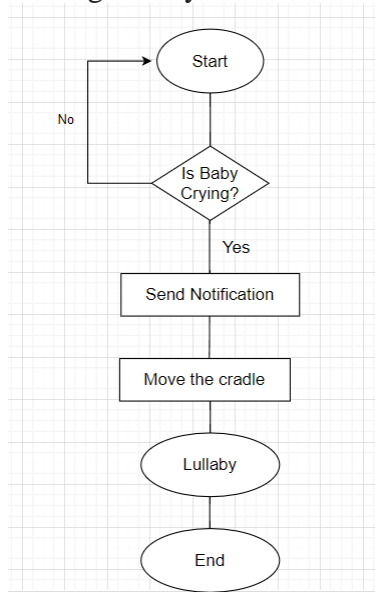 Start
No
Is Baby
Crying?
Yes
Send Notification
Move the cradle
Lullaby
End